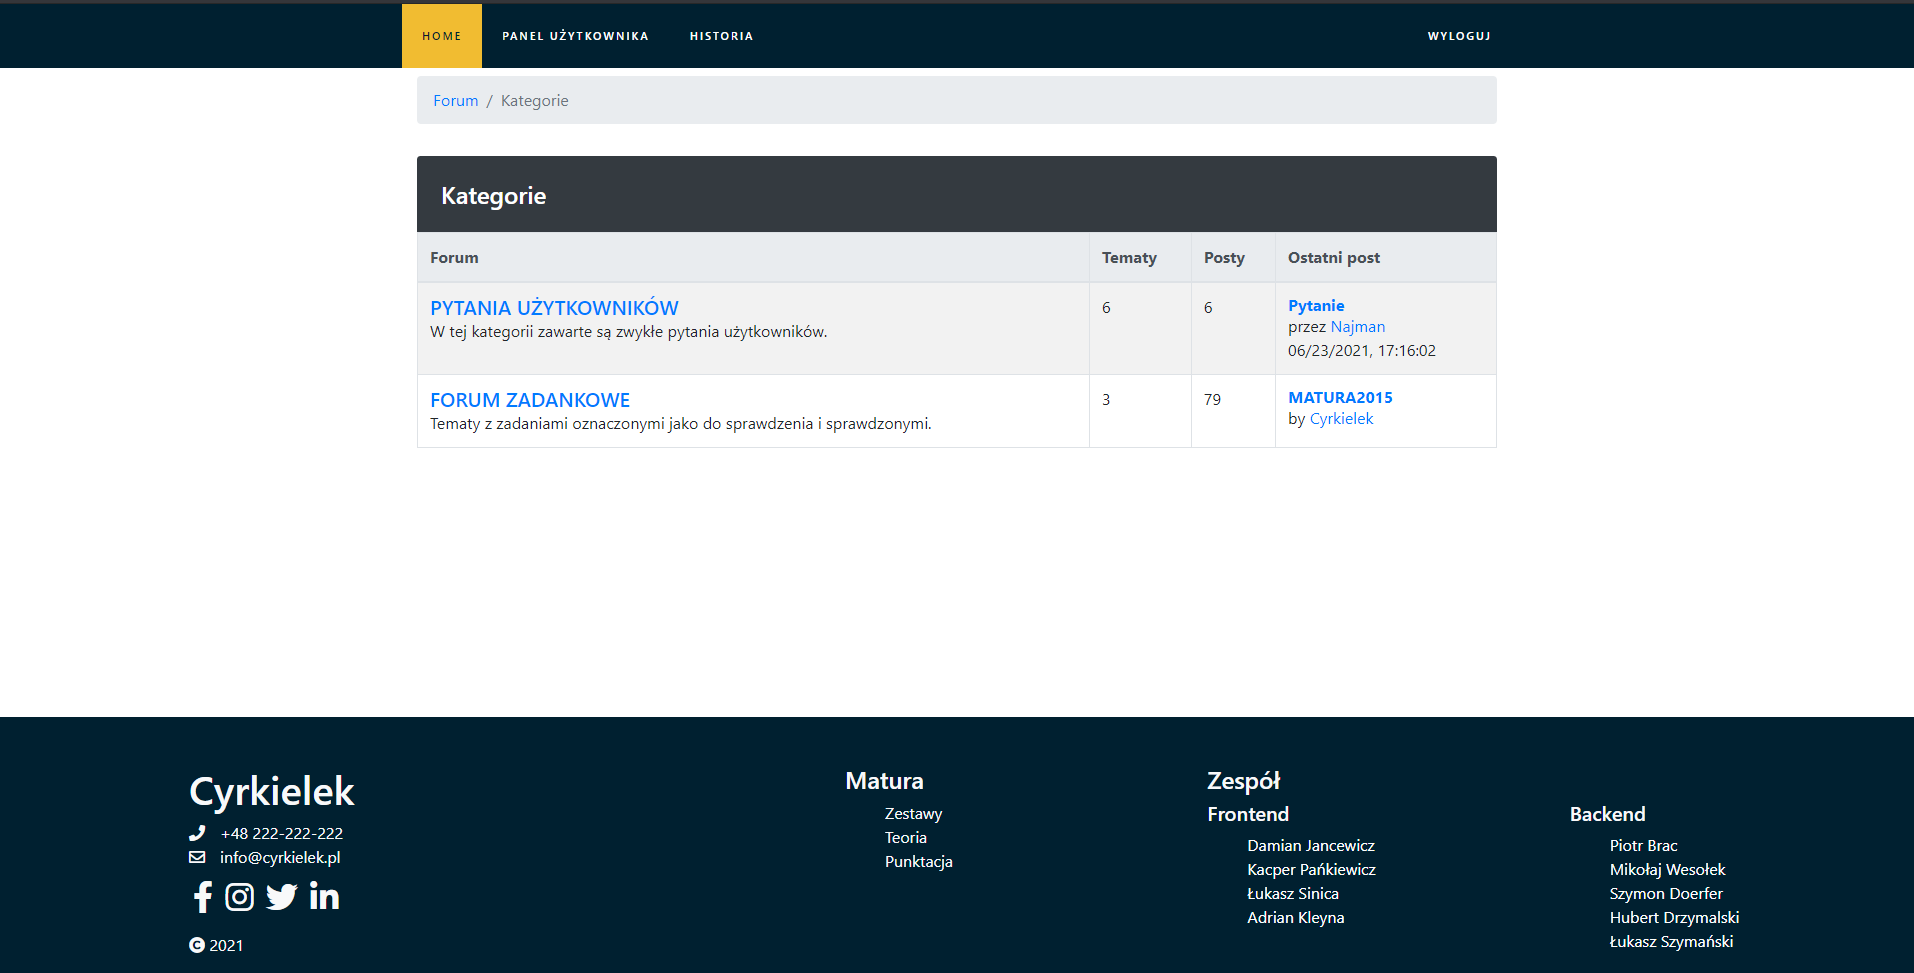 HOME PANEL UŻYTKOWNIKA HISTORIA WYLOGUJ
Forum / Kategorie
Kategorie
Forum Tematy Posty Ostatni post
PYTANIA UŻYTKOWNIKÓW 6 6 Pytanie
W tej kategorii zawarte są zwykłe pytania użytkowników. przez Najman
06/23/2021, 17:16:02
FORUM ZADANKOWE 3 79 MATURA2015
Tematy z zadaniami oznaczonymi jako do sprawdzenia i sprawdzonymi. by Cyrkielek
Cyrkielek
+48 222-222-222
info@cyrkielek.pl
© 2021
Matura
Zestawy
Teoria
Punktacja
Zespół
Frontend
Damian Jancewicz
Kacper Pańkiewicz
Łukasz Sinica
Adrian Kleyna
Backend
Piotr Brac
Mikołaj Wesołek
Szymon Doerfer
Hubert Drzymalski
Łukasz Szymański